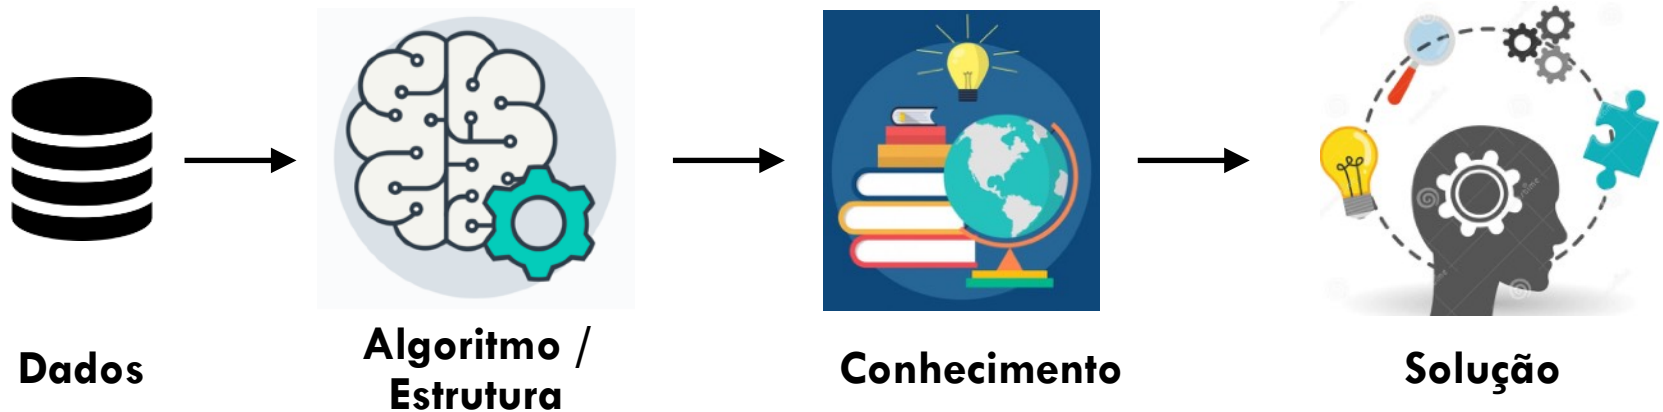 Dados
Algoritmo /
Estrutura
Conhecimento
Solução